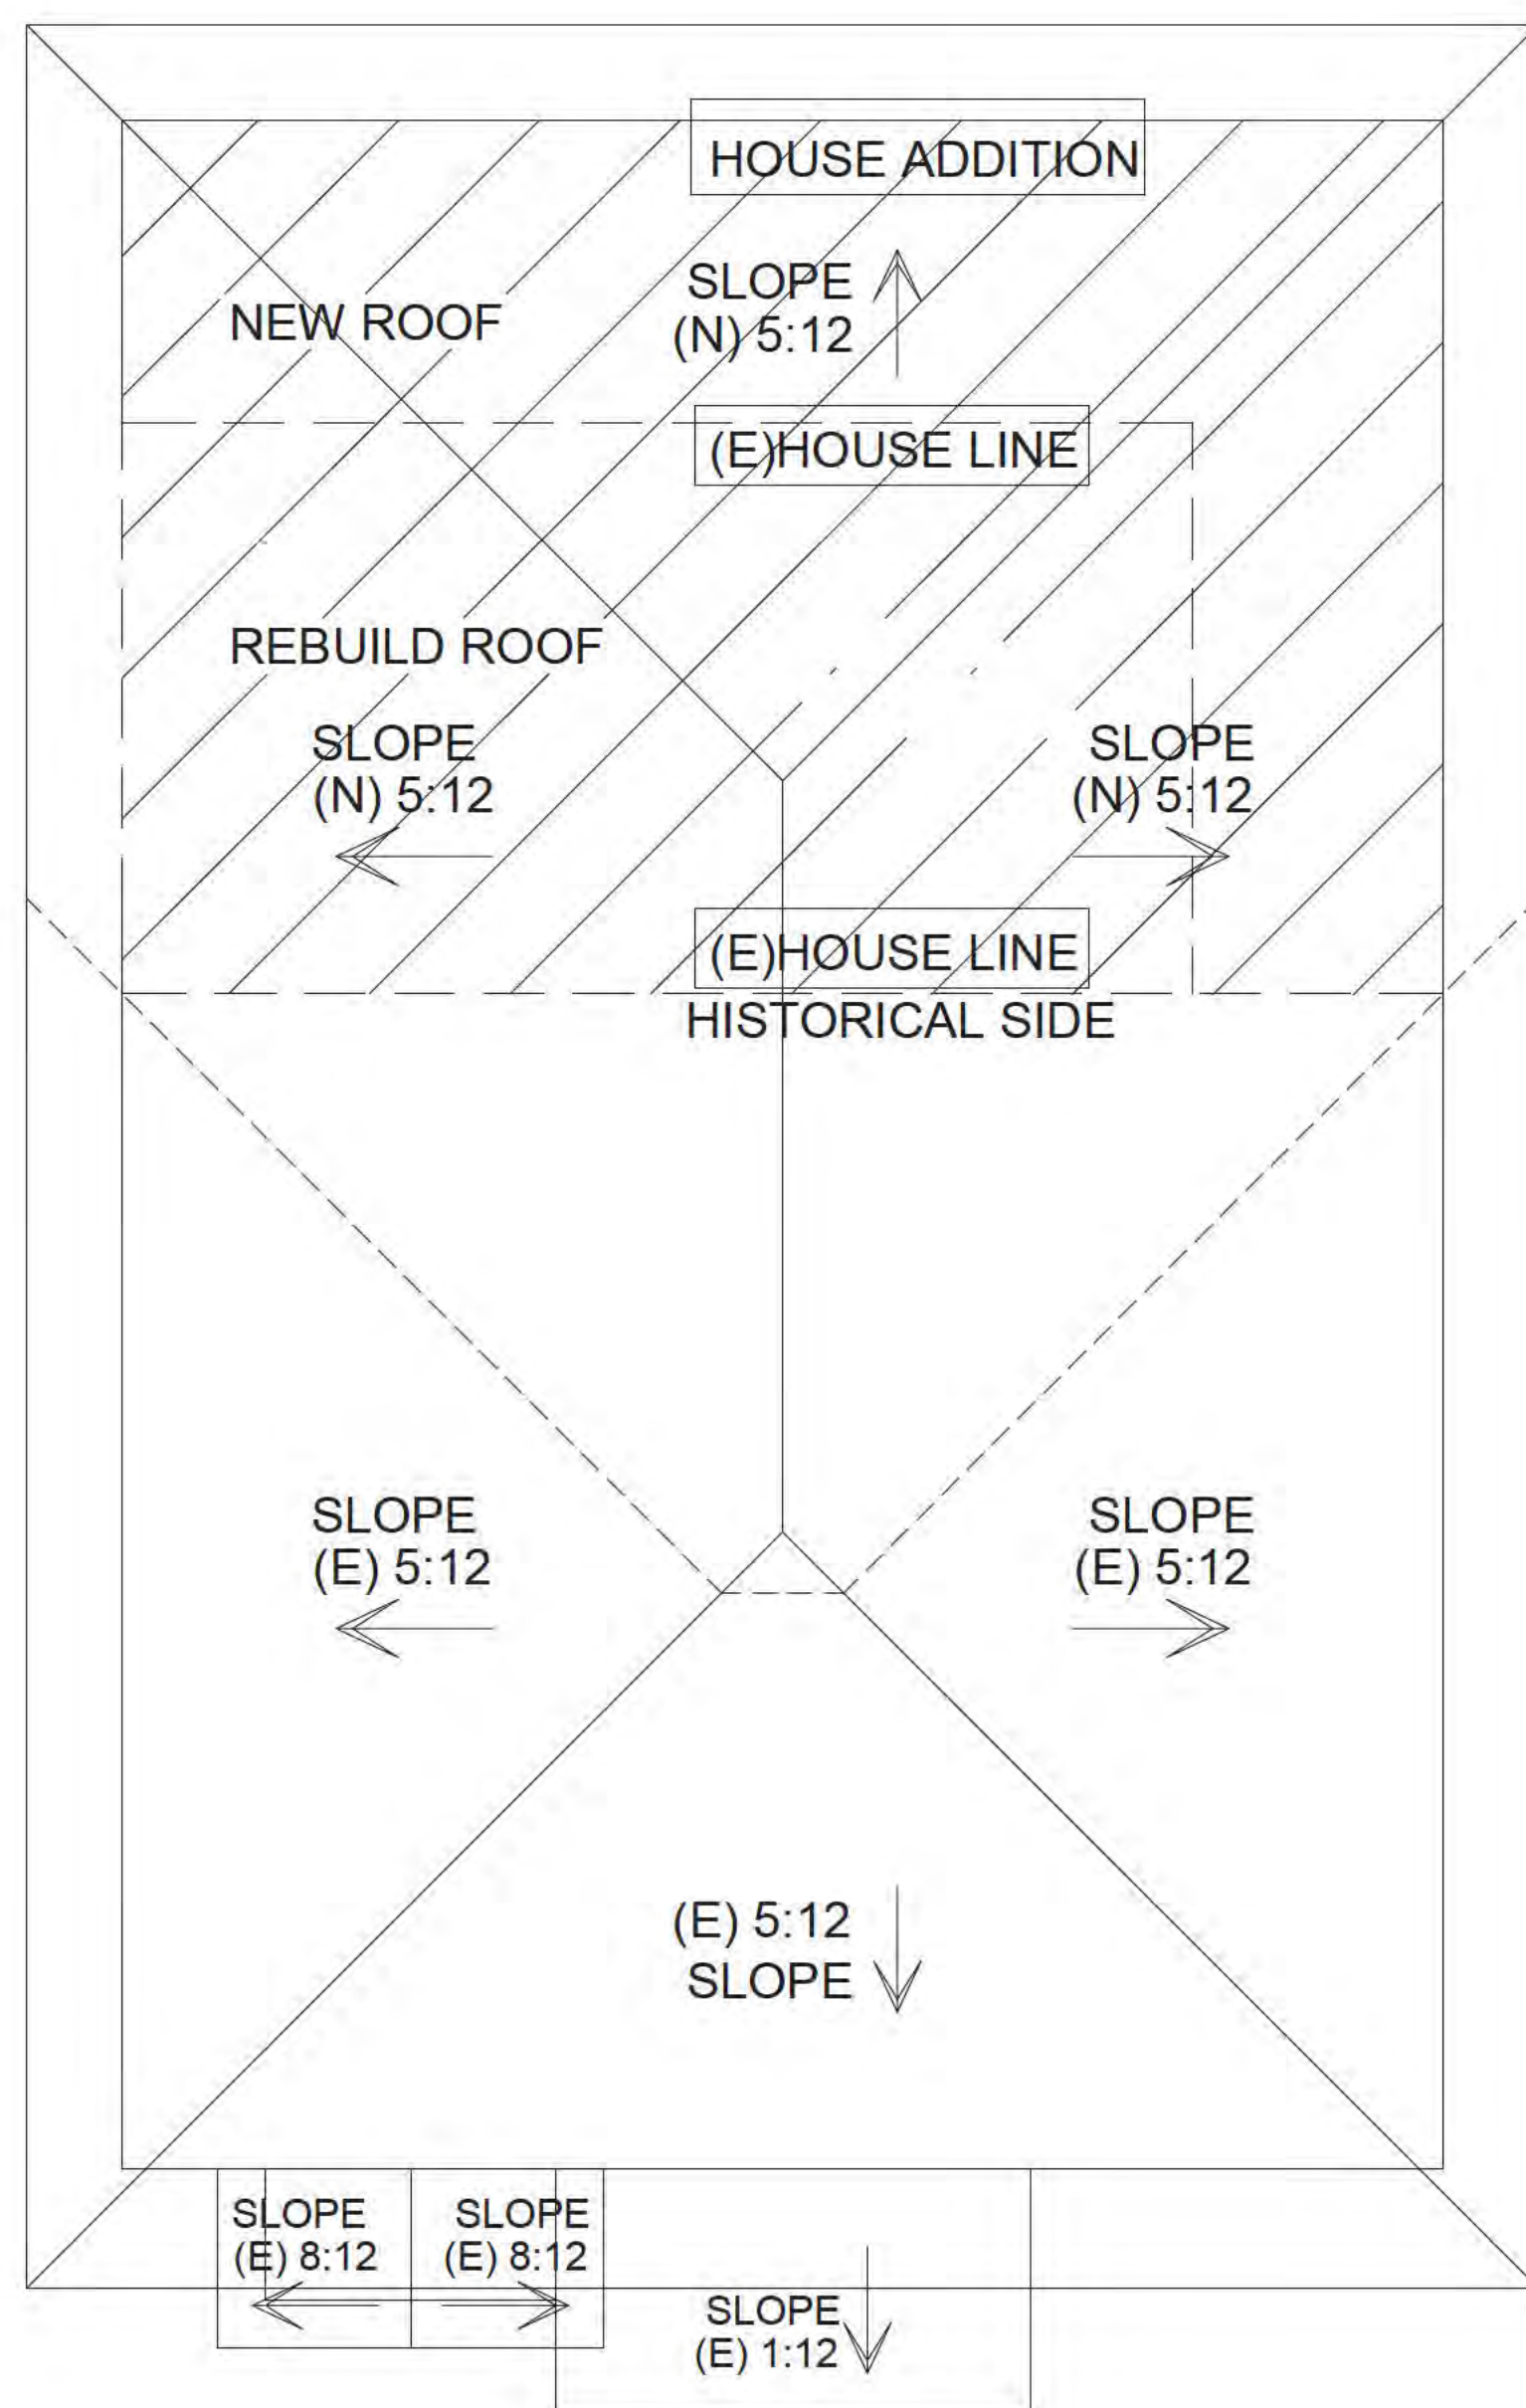 HOUSE ADDITION
SLOPE
(N) 5:12
NEW ROOF
(E)HOUSE LINE
REBUILD ROOF
SLOPE
(N) 5:12
SLOPE
(N) 5:12
(E)HOUSE LINE
HISTORICAL SIDE
SLOPE
(E) 5:12
SLOPE
(E) 5:12
(E) 5:12
SLOPE
SLOPE
(E) 8:12
SLOPE
(E) 8:12
SLOPE
(E) 1:12